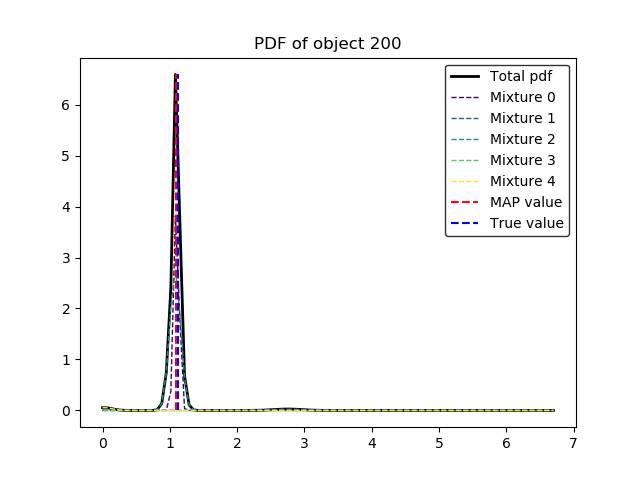 PDF of object 200
Total pdf
Mixture 0
Mixture 1
Mixture 2
Mixture 3
Mixture 4
MAP value
True value
6
5
4
3
2
1
0
0 1 2 3 4 5 6 7